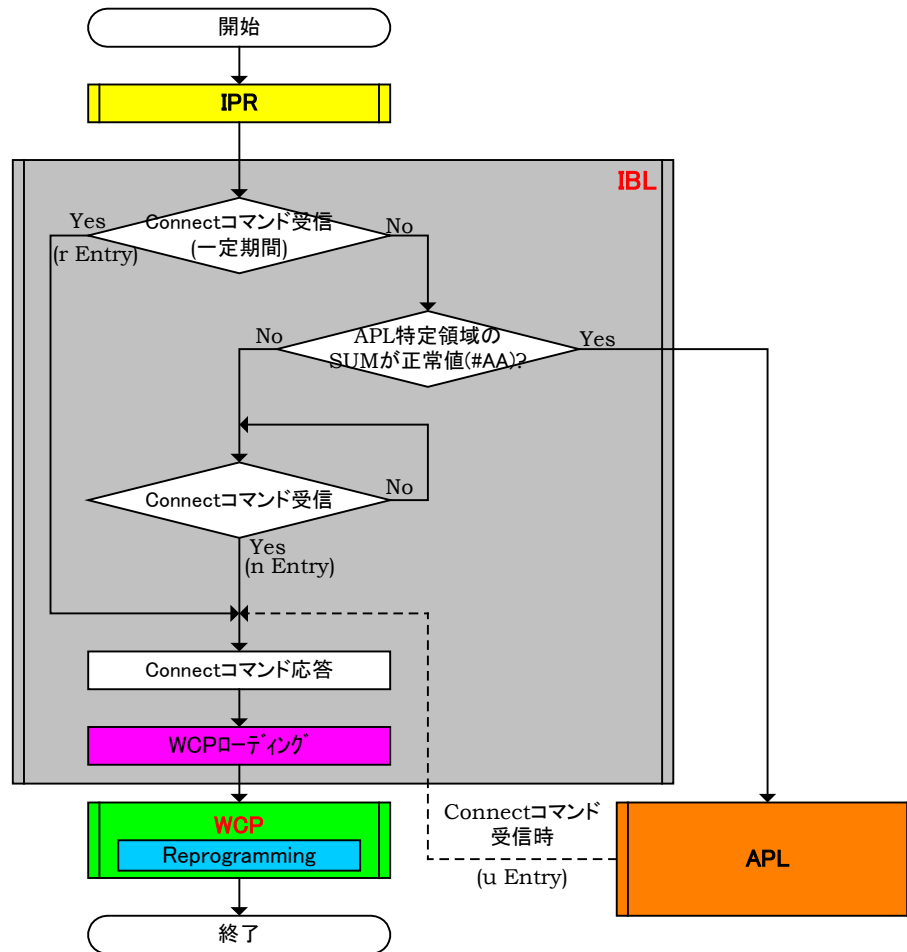 開始
IPR
IBL
Connectコマンド受信
(一定期間)
Yes
(r Entry)
No
APL特定領域の
SUMが正常値(#AA)?
No
Yes
Connectコマンド受信
No
Yes
(n Entry)
Connectコマンド応答
WCPﾛｰﾃﾞｨﾝｸﾞ
WCP
Reprogramming
Connectコマンド
受信時
(u Entry)
APL
終了